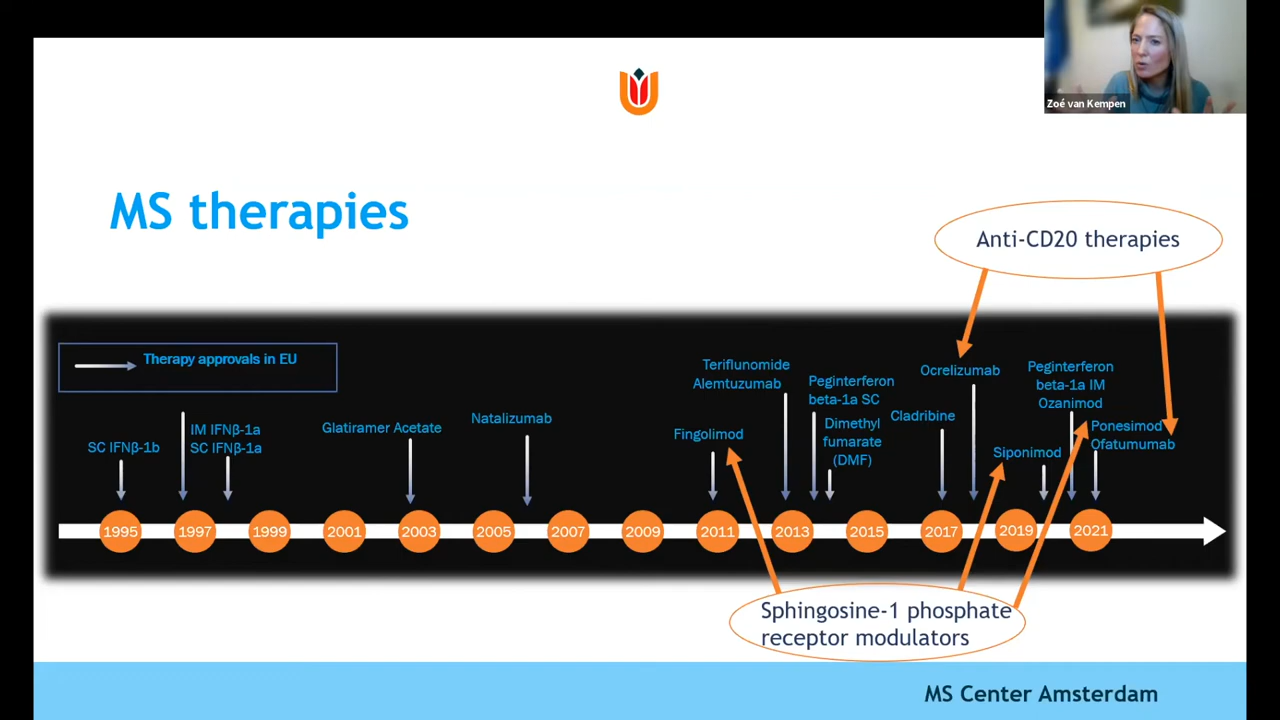 Zoé van Kempen
MS therapies
Anti-CD20 therapies
Therapy approvals in EU
SC IFNβ-1b
IM IFNβ-1a
SC IFNβ-1a
Glatiramer Acetate
Natalizumab
Fingolimod
Teriflunomide
Alemtuzumab
Peginterferon
beta-1a SC
Dimethyl
fumarate
(DMF)
Cladribine
Ocrelizumab
Siponimod
Peginterferon
beta-1a IM
Ozanimod
Ponesimod
Ofatumumab
1995
1997
1999
2001
2003
2005
2007
2009
2011
2013
2015
2017
2019
2021
Sphingosine-1 phosphate
receptor modulators
MS Center Amsterdam